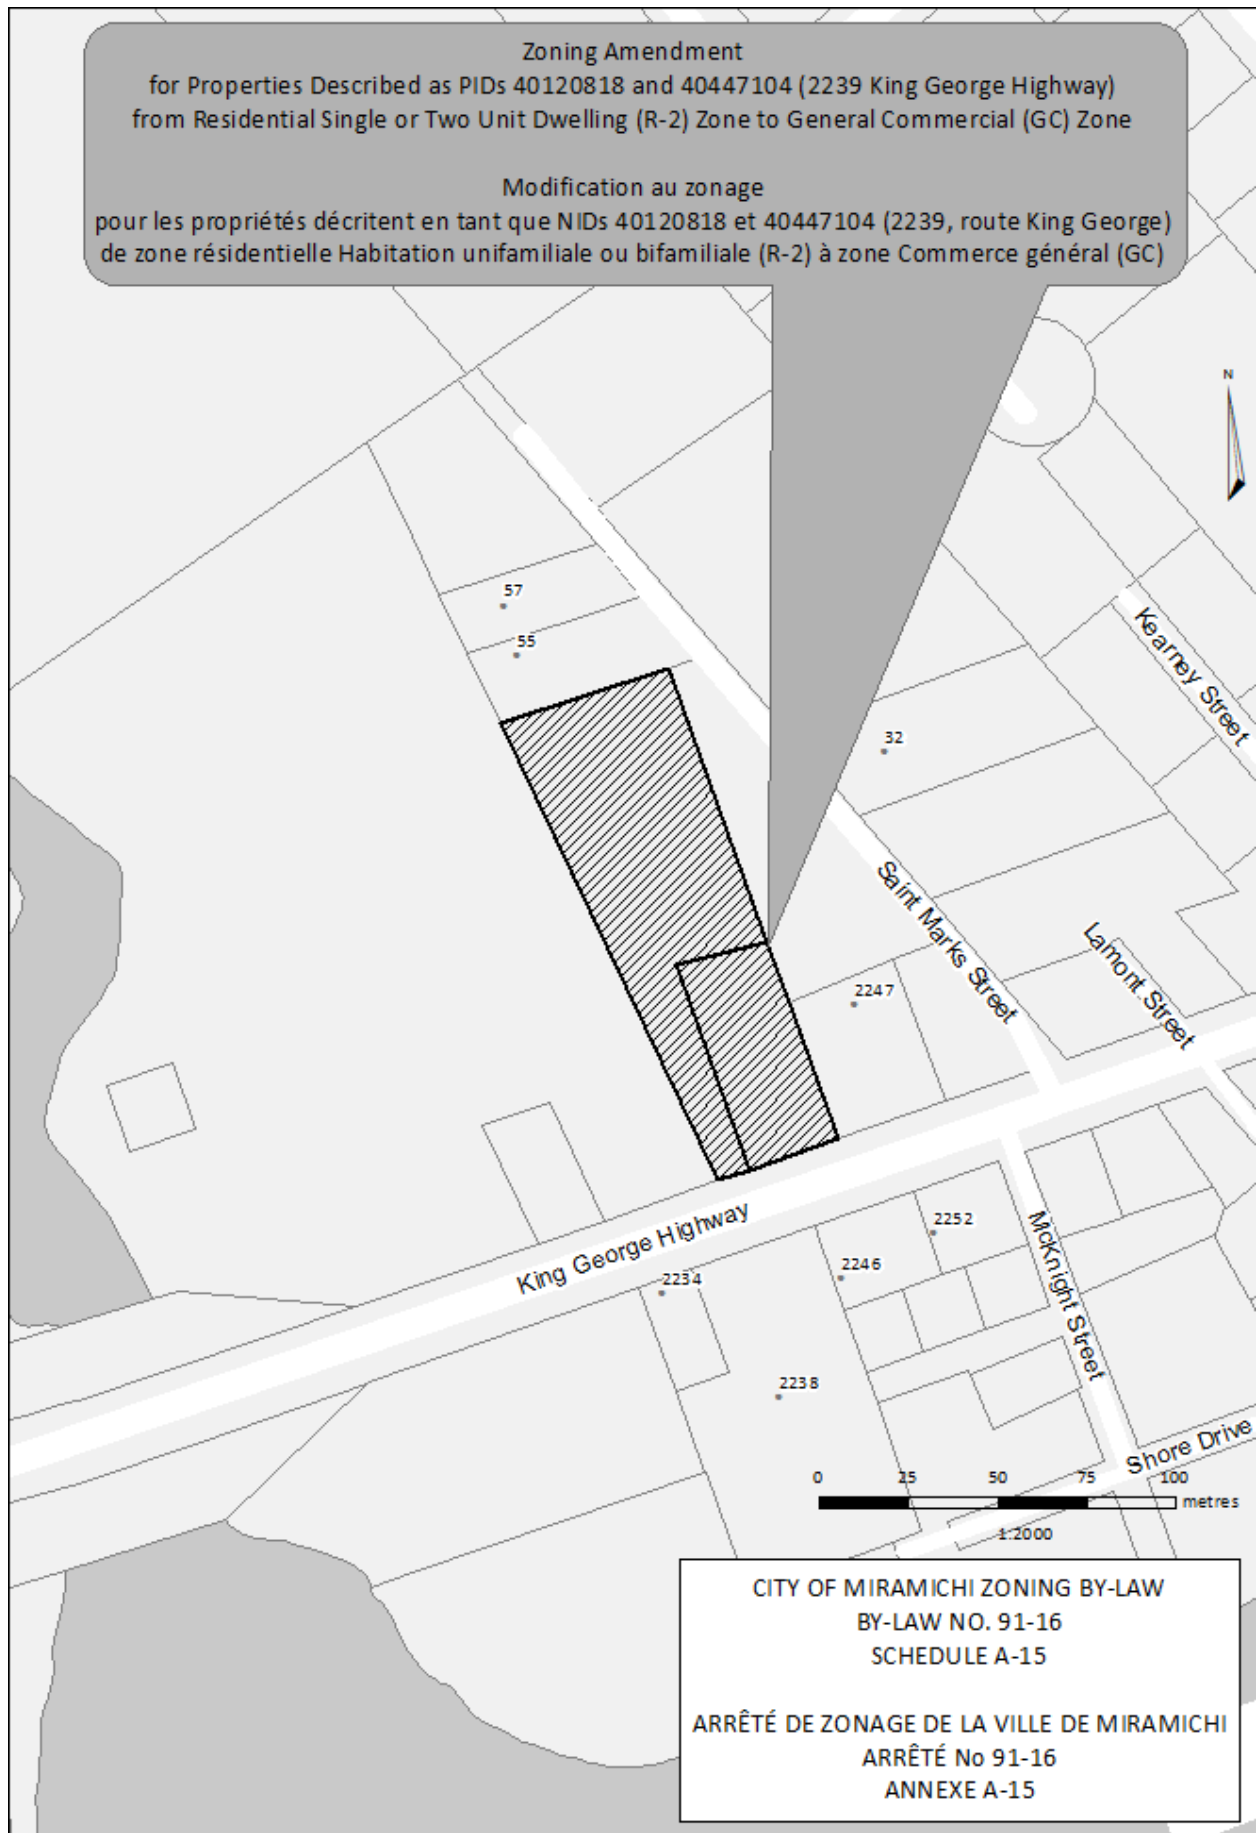 Zoning Amendment
for Properties Described as PIDs 40120818 and 40447104 (2239 King George Highway)
from Residential Single or Two Unit Dwelling (R-2) Zone to General Commercial (GC) Zone
Modification au zonage
pour les propriétés décritent en tant que NIDs 40120818 et 40447104 (2239, route King George)
de zone résidentielle Habitation unifamiliale ou bifamiliale (R-2) à zone Commerce général (GC)
N
57
55
Kearney Street
32
Saint Marks Street
Lamont Street
2247
King George Highway
McKnight Street
2252
2246
2234
2238
Shore Drive
0 25 50 75 100
metres
1:2000
CITY OF MIRAMICHI ZONING BY-LAW
BY-LAW NO. 91-16
SCHEDULE A-15
ARRÊTÉ DE ZONAGE DE LA VILLE DE MIRAMICHI
ARRÊTÉ No 91-16
ANNEXE A-15